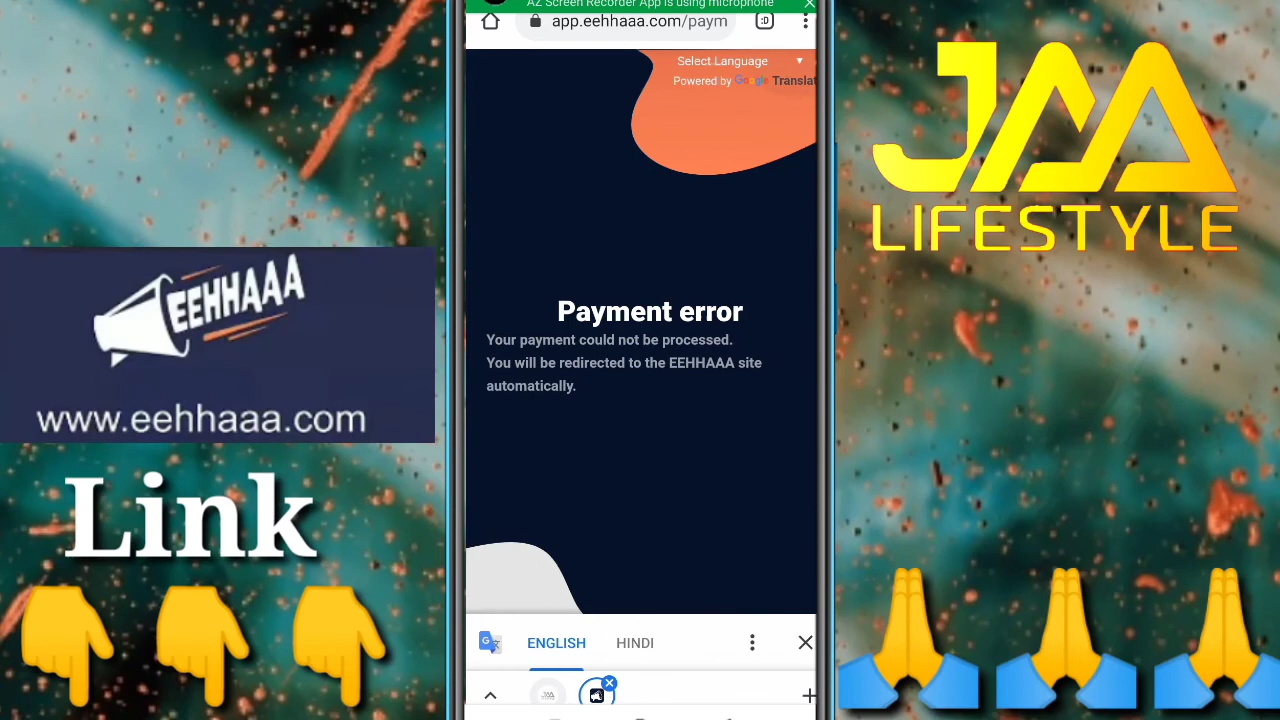 AZ Screen Recorder App is using microphone
app.eehhaaa.com/paym
:D
Select Language
Powered by Google Translat
JAA
LIFESTYLE
EEHHAAA
www.eehhaaa.com
Link
Payment error
Your payment could not be processed.
You will be redirected to the EEHHAAA site
automatically.
ENGLISH HINDI